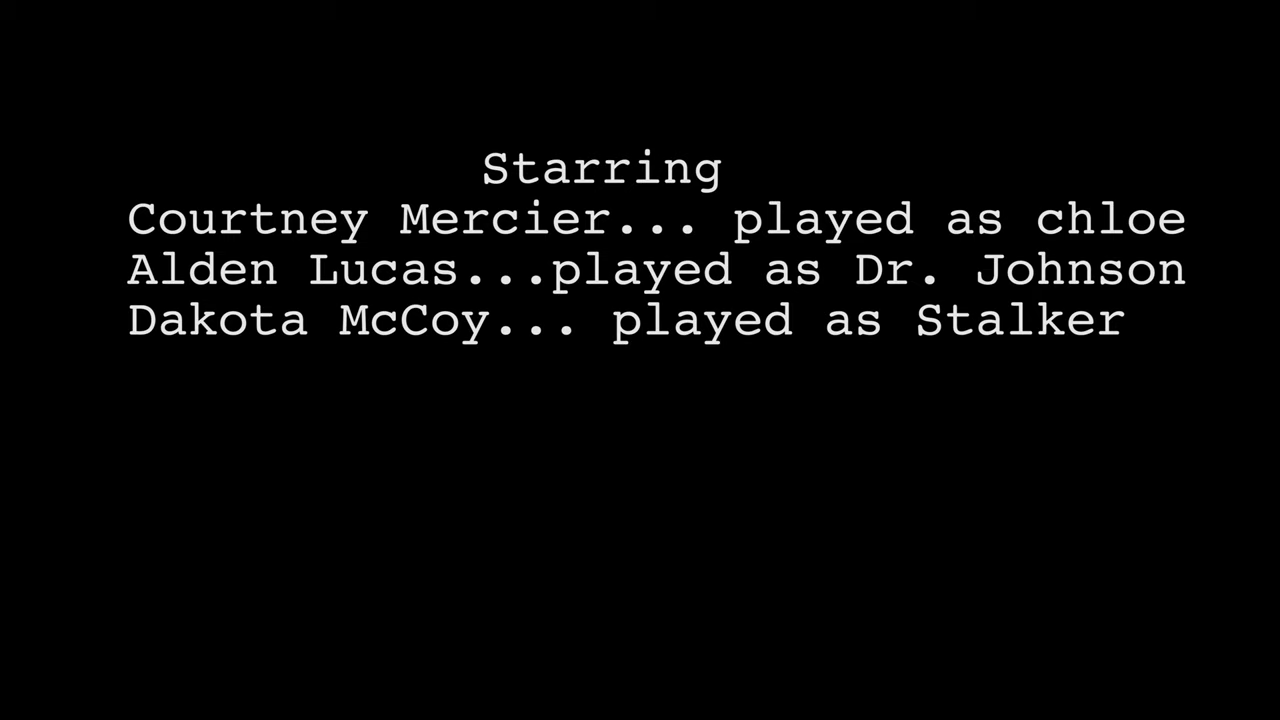 Starring
Courtney Mercier... played as chloe
Alden Lucas...played as Dr. Johnson
Dakota McCoy... played as Stalker